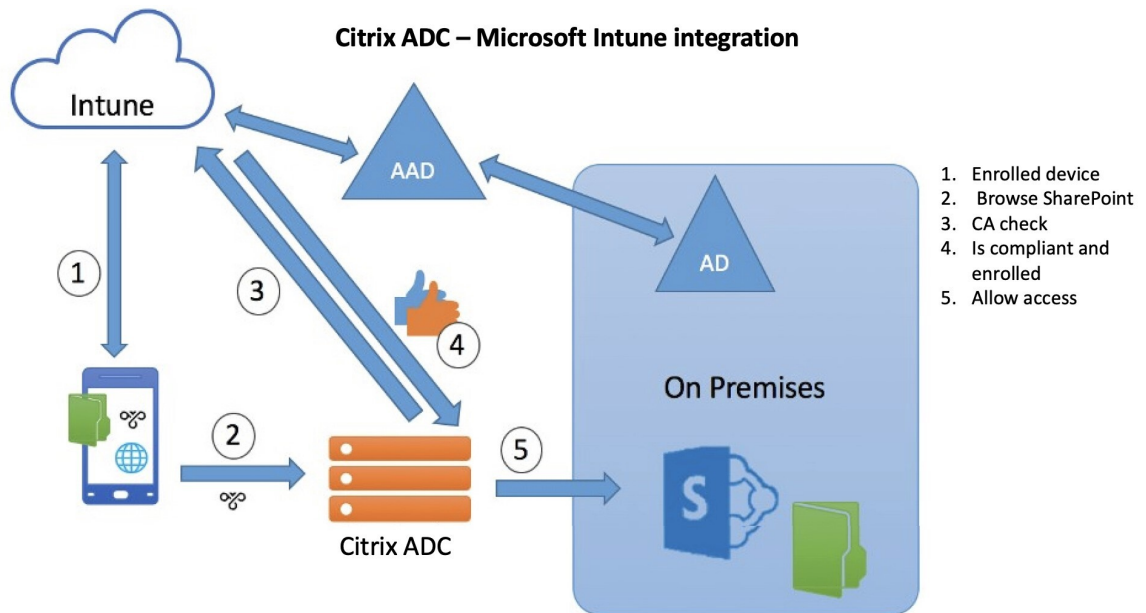 Citrix ADC – Microsoft Intune integration
Intune
AAD
AD
1. Enrolled device
2. Browse SharePoint
3. CA check
4. Is compliant and
enrolled
5. Allow access
1
3
4
On Premises
2
5
S
Citrix ADC